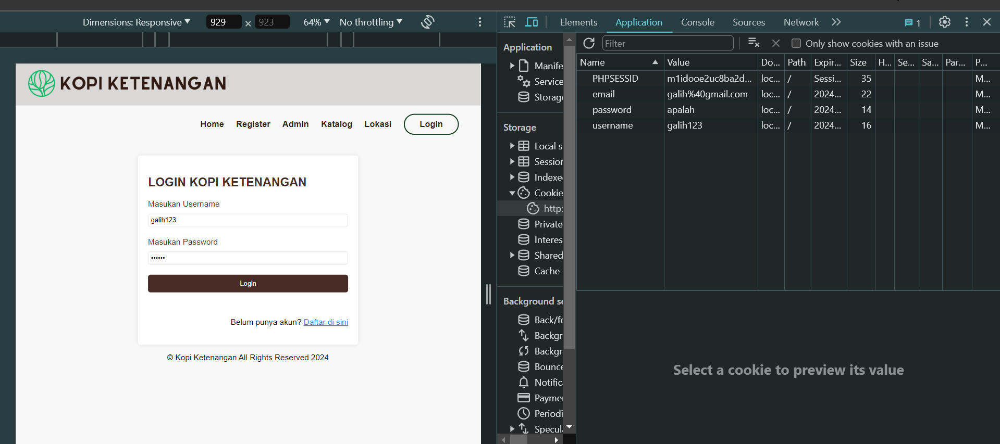 Dimensions: Responsive 929 × 923 64% No throttling
Elements Application Console Sources Network 1
KOPI KETENANGAN
Home Register Admin Katalog Lokasi Login
LOGIN KOPI KETENANGAN
Masukan Username
galih123
Masukan Password
••••••
Login
Belum punya akun? Daftar di sini
© Kopi Ketenangan All Rights Reserved 2024
Application
Manife
Service
Storag
Storage
Local s
Session
Indexe
Cookie
http:
Private
Interes
Shared
Cache
Background se
Back/fo
Backgr
Backgr
Bounce
Notific
Payme
Periodi
Specul
Filter Only show cookies with an issue
Name Value Do... Path Expir... Size H... Se... Sa... Par... P...
PHPSESSID m1idooe2uc8ba2d... loc... / Sessi... 35 M...
email galih%40gmail.com loc... / 2024... 22 M...
password apalah loc... / 2024... 14 M...
username galih123 loc... / 2024... 16 M...
Select a cookie to preview its value